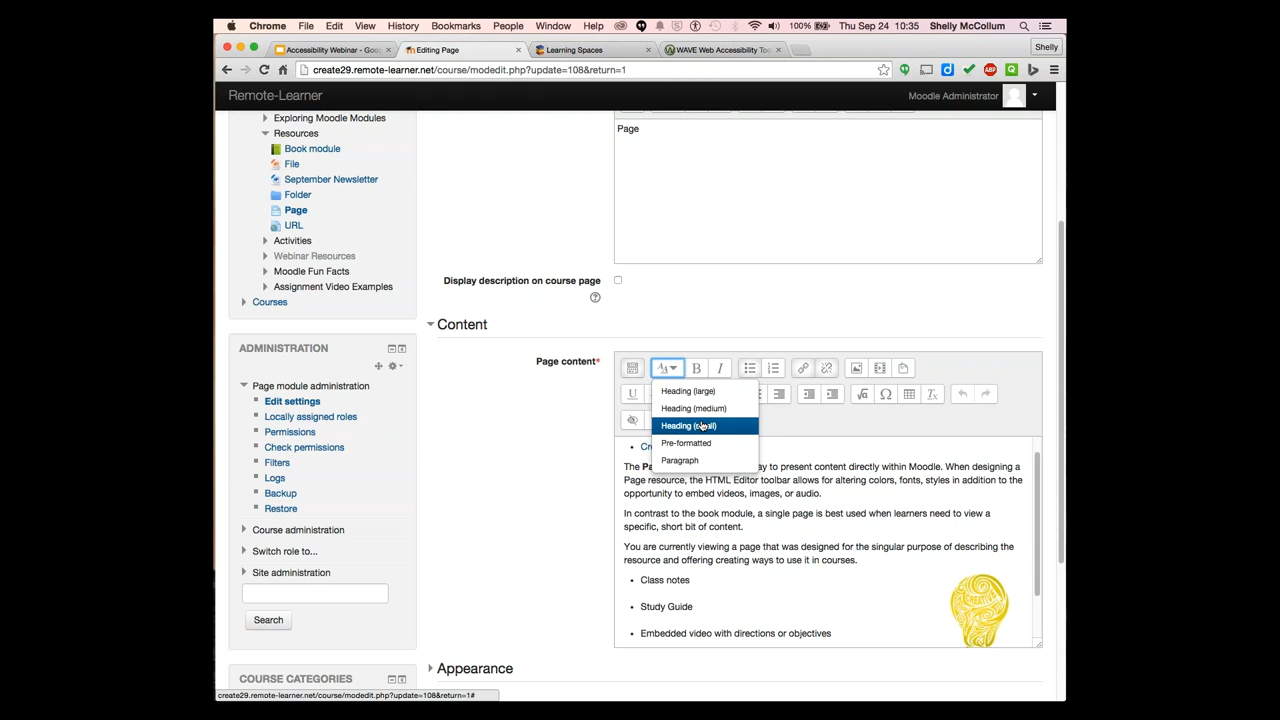 Chrome File Edit View History Bookmarks People Window Help 100% Thu Sep 24 10:35 Shelly McCollum
Accessibility Webinar - Goo Editing Page Learning Spaces WAVE Web Accessibility Too Shelly
create29.remote-learner.net/course/modedit.php?update=108&return=1
Remote-Learner Moodle Administrator
Exploring Moodle Modules
Resources
Book module
File
September Newsletter
Folder
Page
URL
Activities
Webinar Resources
Moodle Fun Facts
Assignment Video Examples
Courses
ADMINISTRATION
Page module administration
Edit settings
Locally assigned roles
Permissions
Check permissions
Filters
Logs
Backup
Restore
Course administration
Switch role to...
Site administration
Search
COURSE CATEGORIES
create29.remote-learner.net/course/modedit.php?update=108&return=1#
Page
Display description on course page
Content
Page content*
B I
U
Heading (large)
Heading (medium)
Heading (small)
Pre-formatted
Paragraph
The to present content directly within Moodle. When designing a
Page resource, the HTML Editor toolbar allows for altering colors, fonts, styles in addition to the
opportunity to embed videos, images, or audio.
In contrast to the book module, a single page is best used when learners need to view a
specific, short bit of content.
You are currently viewing a page that was designed for the singular purpose of describing the
resource and offering creating ways to use it in courses.
Class notes
Study Guide
Embedded video with directions or objectives
Appearance